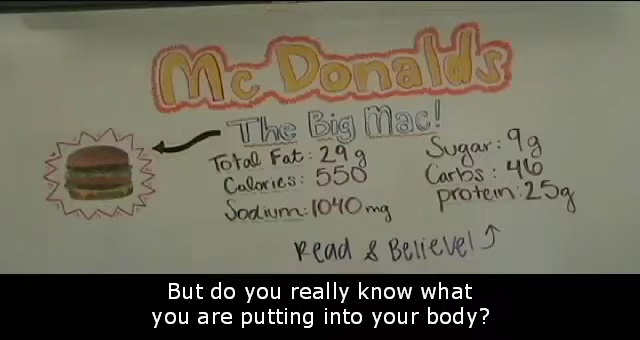 McDonalds
The Big Mac!
Total Fat: 29g
Calories: 550
Sodium: 1040mg
Sugar: 9g
Carbs: 46
protein: 25g
Read & Believe!
But do you really know what
you are putting into your body?